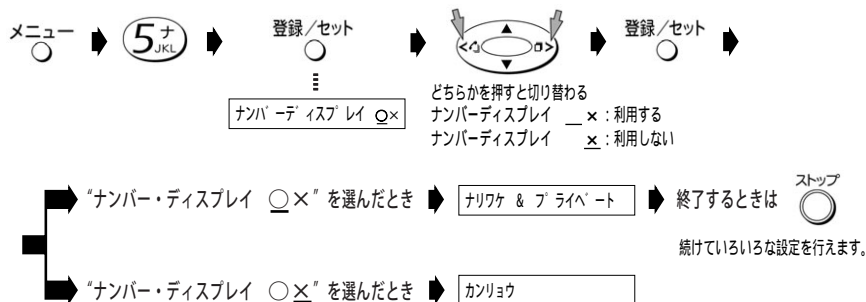 メニュー
5ナ
JKL
登録／セット
登録／セット
ナンバーディスプレイ ○×
どちらかを押すと切り替わる
ナンバーディスプレイ ＿×：利用する
ナンバーディスプレイ ×：利用しない
“ナンバー・ディスプレイ ○×”を選んだとき
ナリワケ & プライベート
終了するときは
ストップ
続けていろいろな設定を行えます。
“ナンバー・ディスプレイ ○×”を選んだとき
カンリョウ